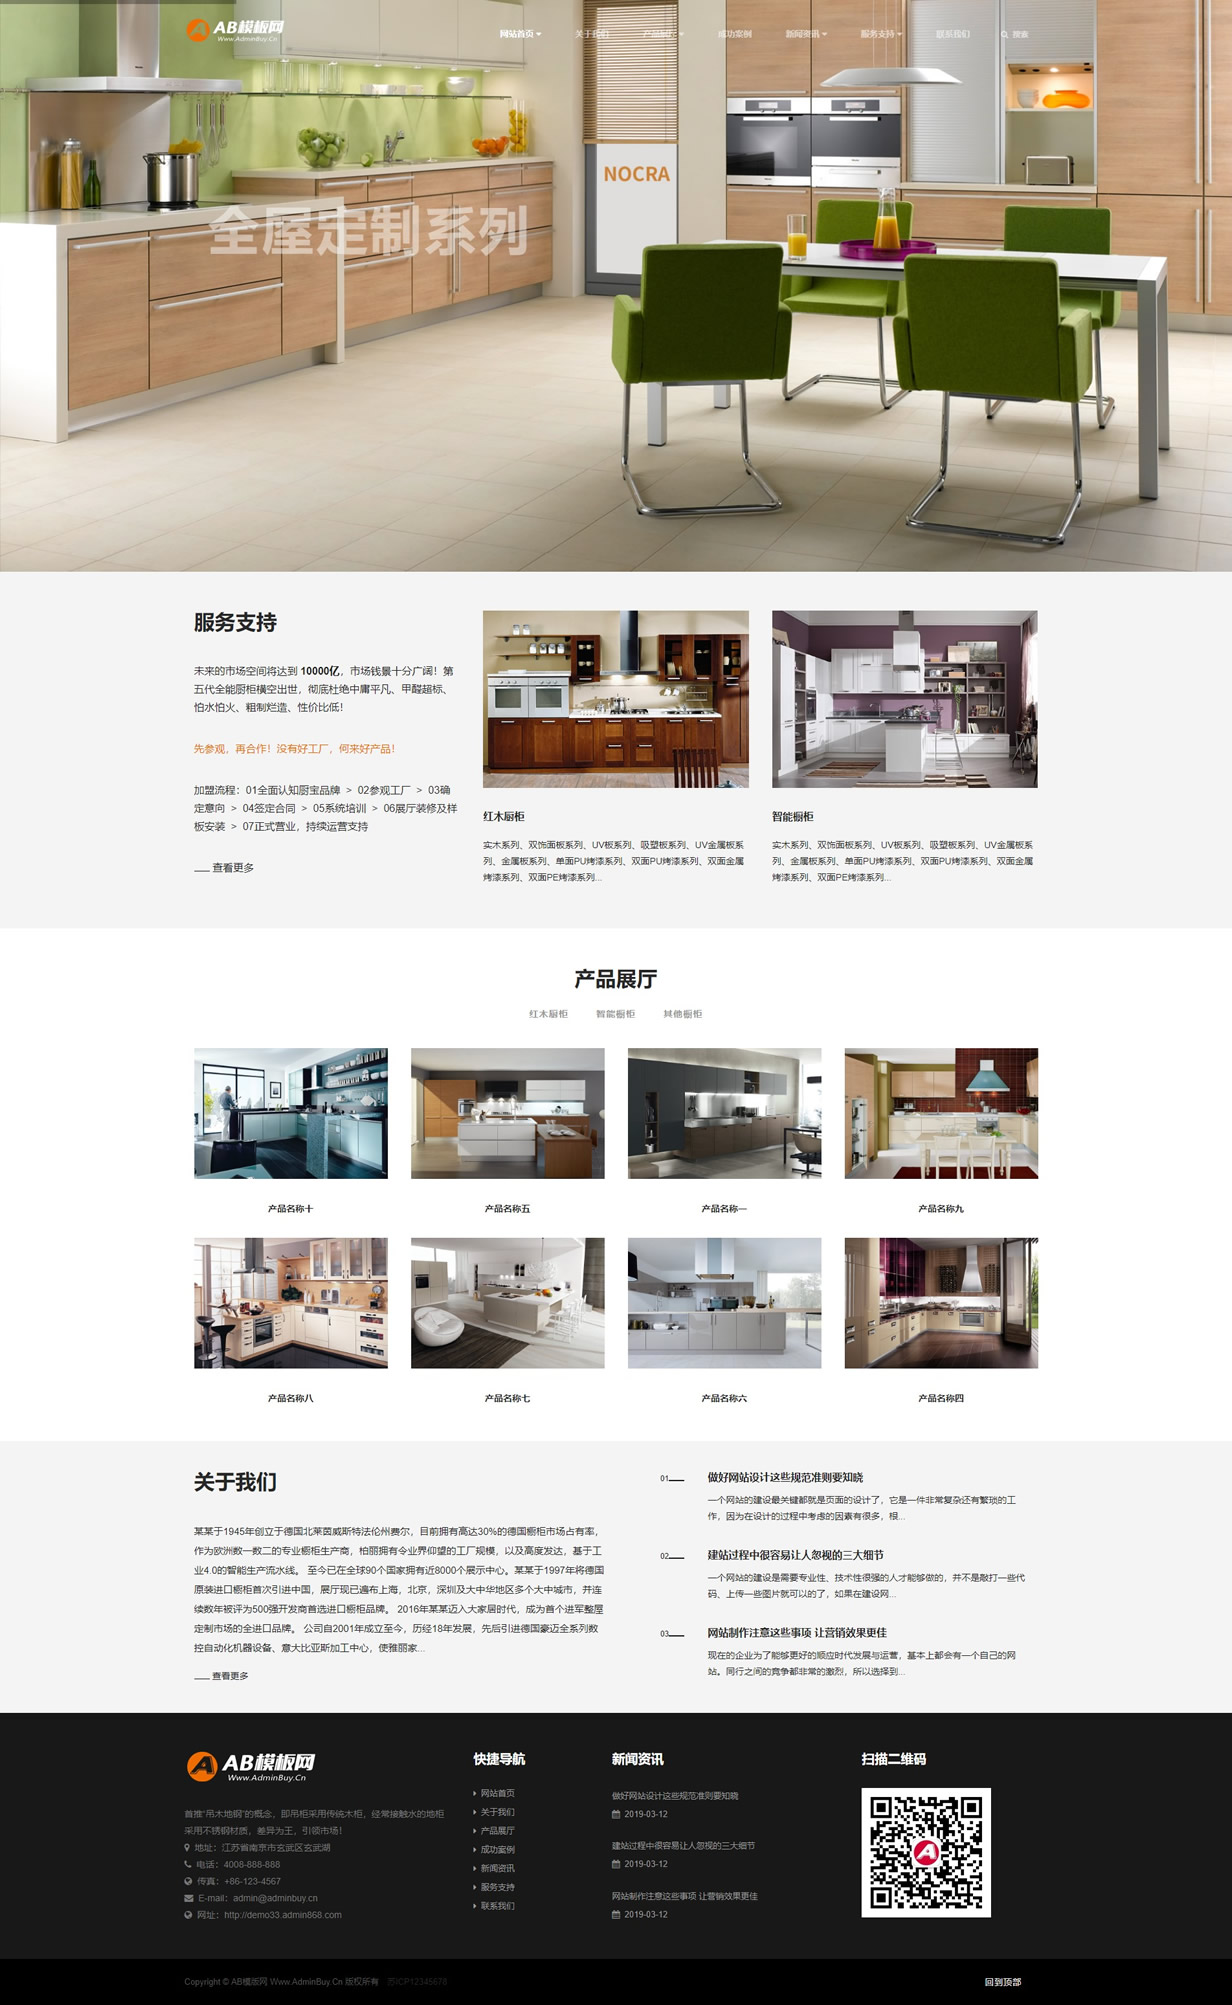 AB模板网
Www.AdminBuy.Cn
网站首页 关于我们 产品展厅 成功案例 新闻资讯 服务支持 联系我们 搜索
NOCRA
全屋定制系列
服务支持
未来的市场空间将达到 10000亿，市场钱景十分广阔！第
五代全能厨柜横空出世，彻底杜绝中庸平凡、甲醛超标、
怕水怕火、粗制烂造、性价比低！
先参观，再合作！没有好工厂，何来好产品！
加盟流程：01全面认知厨宝品牌 > 02参观工厂 > 03确
定意向 > 04签定合同 > 05系统培训 > 06展厅装修及样
板安装 > 07正式营业，持续运营支持
查看更多
红木厨柜
实木系列、双饰面板系列、UV板系列、吸塑板系列、UV金属板系
列、金属板系列、单面PU烤漆系列、双面PU烤漆系列、双面金属
烤漆系列、双面PE烤漆系列...
智能橱柜
实木系列、双饰面板系列、UV板系列、吸塑板系列、UV金属板系
列、金属板系列、单面PU烤漆系列、双面PU烤漆系列、双面金属
烤漆系列、双面PE烤漆系列...
产品展厅
红木厨柜 智能橱柜 其他橱柜
产品名称十 产品名称五 产品名称一 产品名称九
产品名称八 产品名称七 产品名称六 产品名称四
关于我们
某某于1945年创立于德国北莱茵威斯特法伦州费尔，目前拥有高达30%的德国橱柜市场占有率，
作为欧洲数一数二的专业橱柜生产商，柏丽拥有令业界仰望的工厂规模，以及高度发达，基于工
业4.0的智能生产流水线。 至今已在全球90个国家拥有近8000个展示中心。某某于1997年将德国
原装进口橱柜首次引进中国，展厅现已遍布上海，北京，深圳及大中华地区多个大中城市，并连
续数年被评为500强开发商首选进口橱柜品牌。 2016年某某迈入大家居时代，成为首个进军整屋
定制市场的全进口品牌。 公司自2001年成立至今，历经18年发展，先后引进德国豪迈全系列数
控自动化机器设备、意大比亚斯加工中心，使雅丽家...
查看更多
01 做好网站设计这些规范准则要知晓
一个网站的建设最关键都就是页面的设计了，它是一件非常复杂还有繁琐的工
作，因为在设计的过程中考虑的因素有很多，根...
02 建站过程中很容易让人忽视的三大细节
一个网站的建设是需要专业性、技术性很强的人才能够做的，并不是敲打一些代
码、上传一些图片就可以的了，如果在建设网...
03 网站制作注意这些事项 让营销效果更佳
现在的企业为了能够更好的顺应时代发展与运营，基本上都会有一个自己的网
站。同行之间的竞争都非常的激烈，所以选择到...
AB模板网
Www.AdminBuy.Cn
首推“吊木地钢”的概念，即吊柜采用传统木柜，经常接触水的地柜
采用不锈钢材质，差异为王，引领市场！
地址：江苏省南京市玄武区玄武湖
电话：4008-888-888
传真：+86-123-4567
E-mail：admin@adminbuy.cn
网址：http://demo33.admin868.com
快捷导航
网站首页
关于我们
产品展厅
成功案例
新闻资讯
服务支持
联系我们
新闻资讯
做好网站设计这些规范准则要知晓
2019-03-12
建站过程中很容易让人忽视的三大细节
2019-03-12
网站制作注意这些事项 让营销效果更佳
2019-03-12
扫描二维码
Copyright © AB模板网 Www.AdminBuy.Cn 版权所有 苏ICP12345678
回到顶部